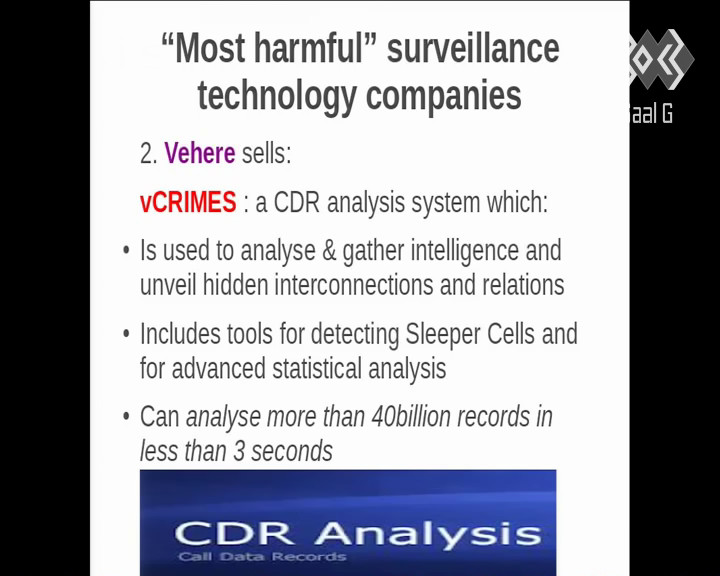 “Most harmful” surveillance
technology companies
2. Vehere sells:
vCRIMES : a CDR analysis system which:
• Is used to analyse & gather intelligence and
unveil hidden interconnections and relations
• Includes tools for detecting Sleeper Cells and
for advanced statistical analysis
• Can analyse more than 40billion records in
less than 3 seconds
CDR Analysis
Call Data Records
aal G